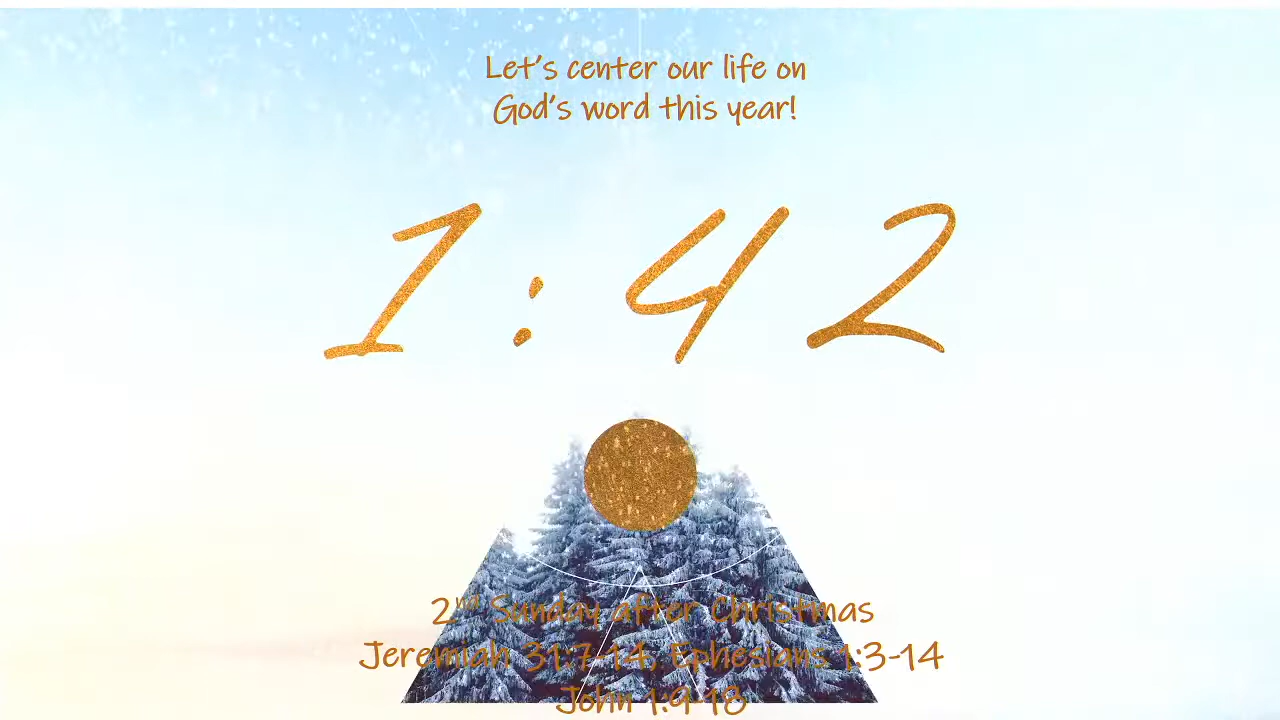 Let's center our life on
God's word this year!
1:42
2nd Sunday after Christmas
Jeremiah 31:7-14, Ephesians 1:3-14
John 1:9-18